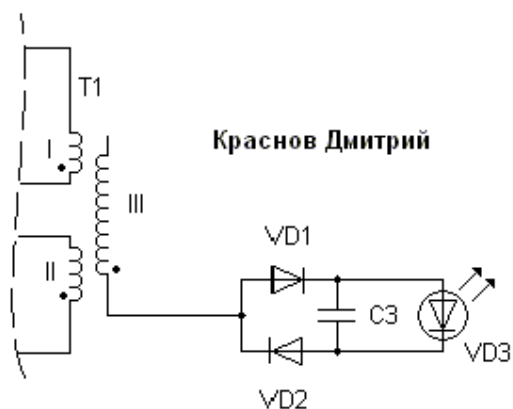 T1
Краснов Дмитрий
I
III
VD1
II
C3
VD3
VD2